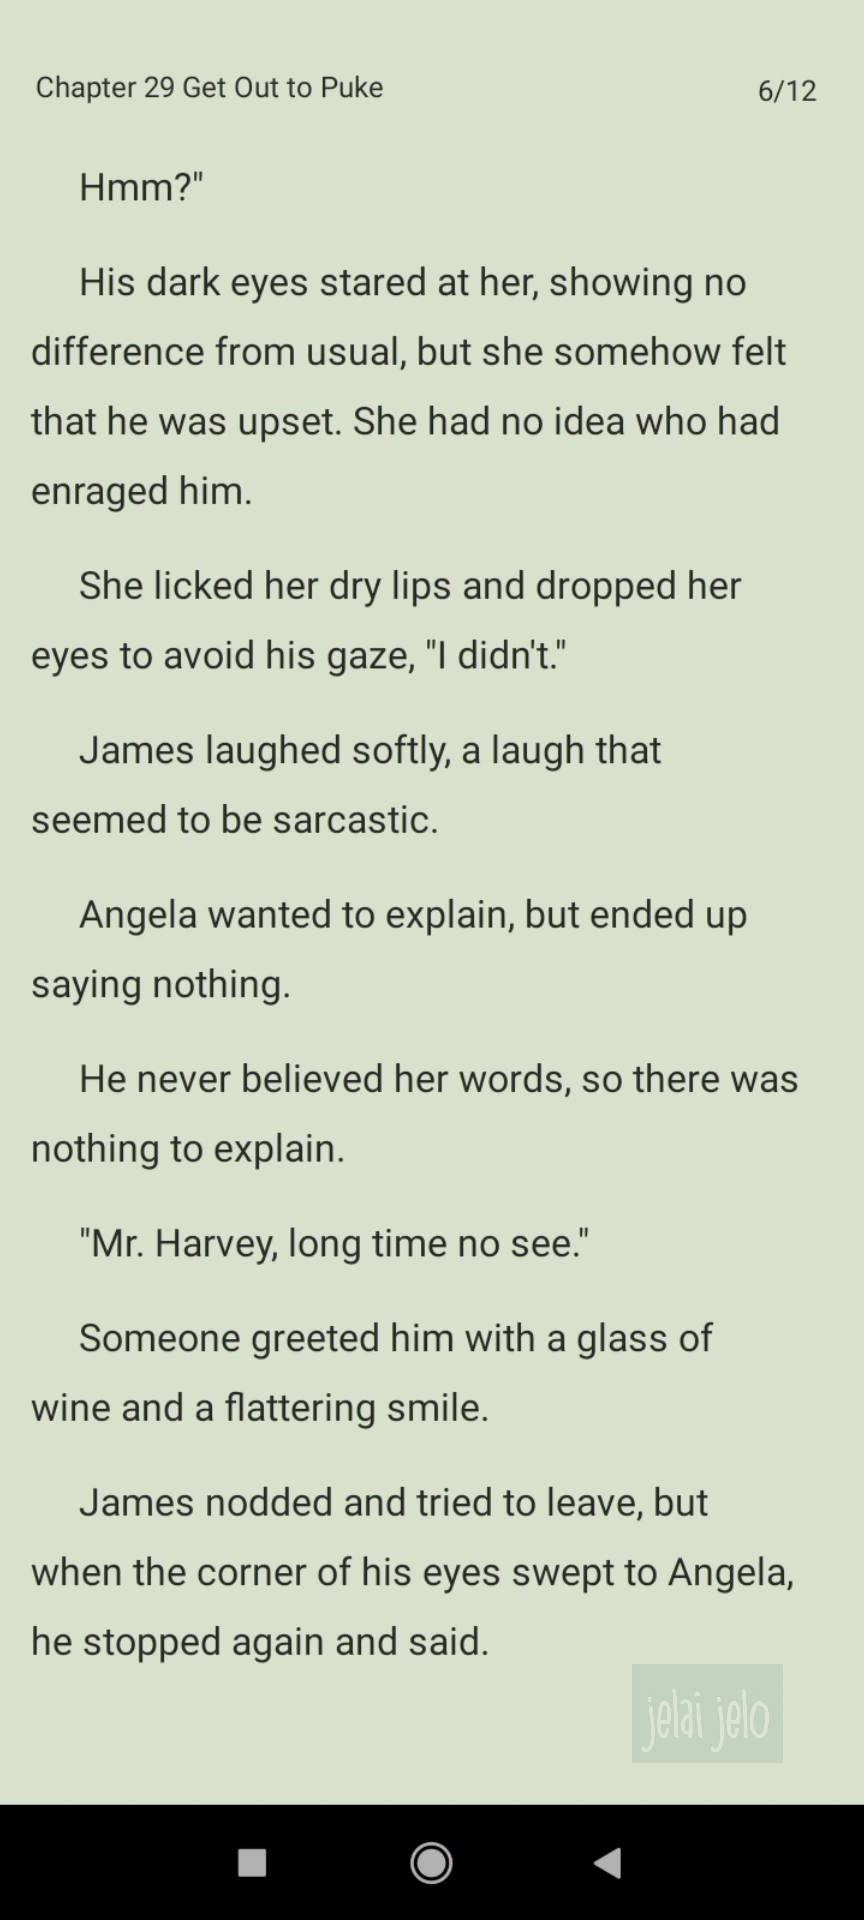 Chapter 29 Get Out to Puke
6/12
Hmm?"
His dark eyes stared at her, showing no
difference from usual, but she somehow felt
that he was upset. She had no idea who had
enraged him.
She licked her dry lips and dropped her
eyes to avoid his gaze, "I didn't."
James laughed softly, a laugh that
seemed to be sarcastic.
Angela wanted to explain, but ended up
saying nothing.
He never believed her words, so there was
nothing to explain.
"Mr. Harvey, long time no see."
Someone greeted him with a glass of
wine and a flattering smile.
James nodded and tried to leave, but
when the corner of his eyes swept to Angela,
he stopped again and said.
jelai jelo